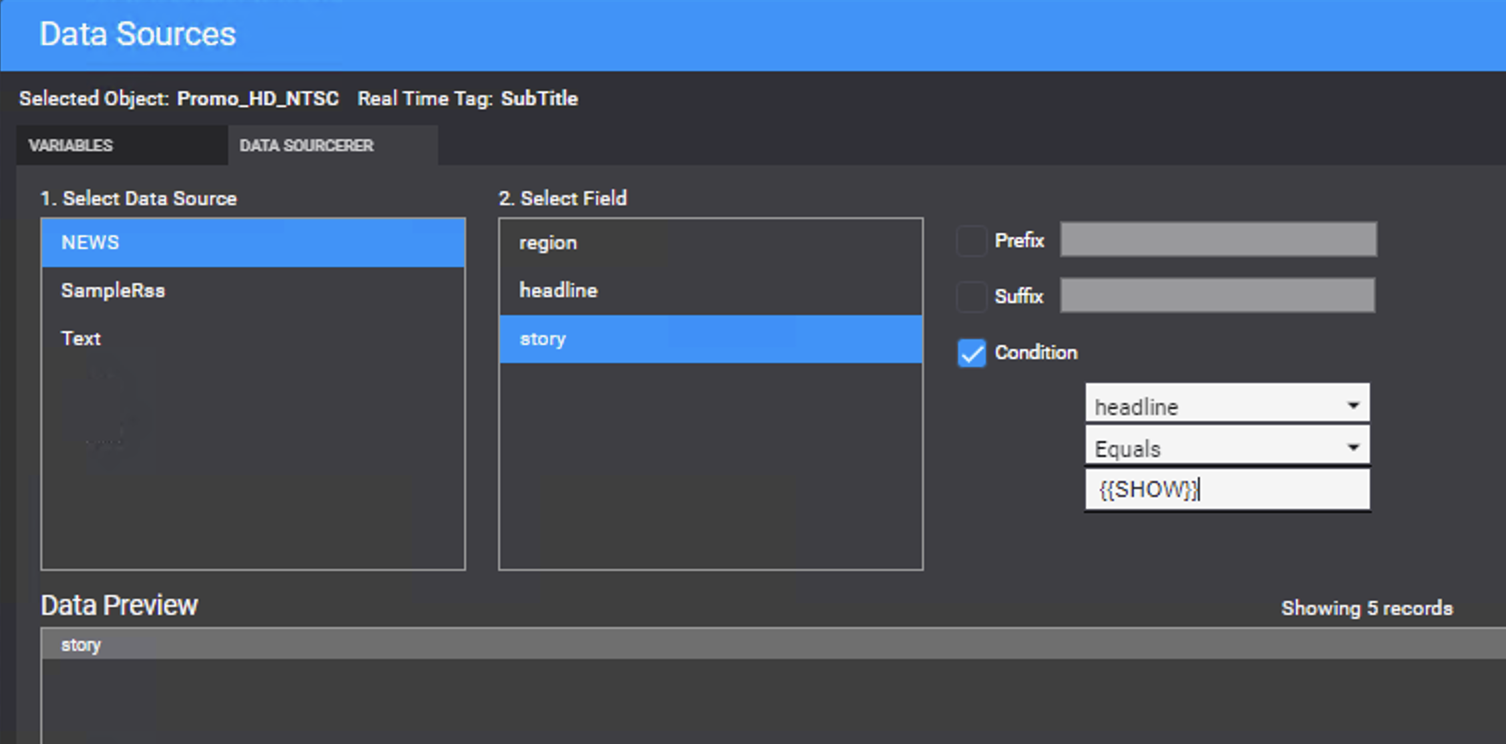 Data Sources
Selected Object: Promo_HD_NTSC Real Time Tag: SubTitle
VARIABLES DATA SOURCERER
1. Select Data Source 2. Select Field
NEWS region Prefix
SampleRss headline Suffix
Text story Condition
headline
Equals
{{SHOW}}
Data Preview Showing 5 records
story